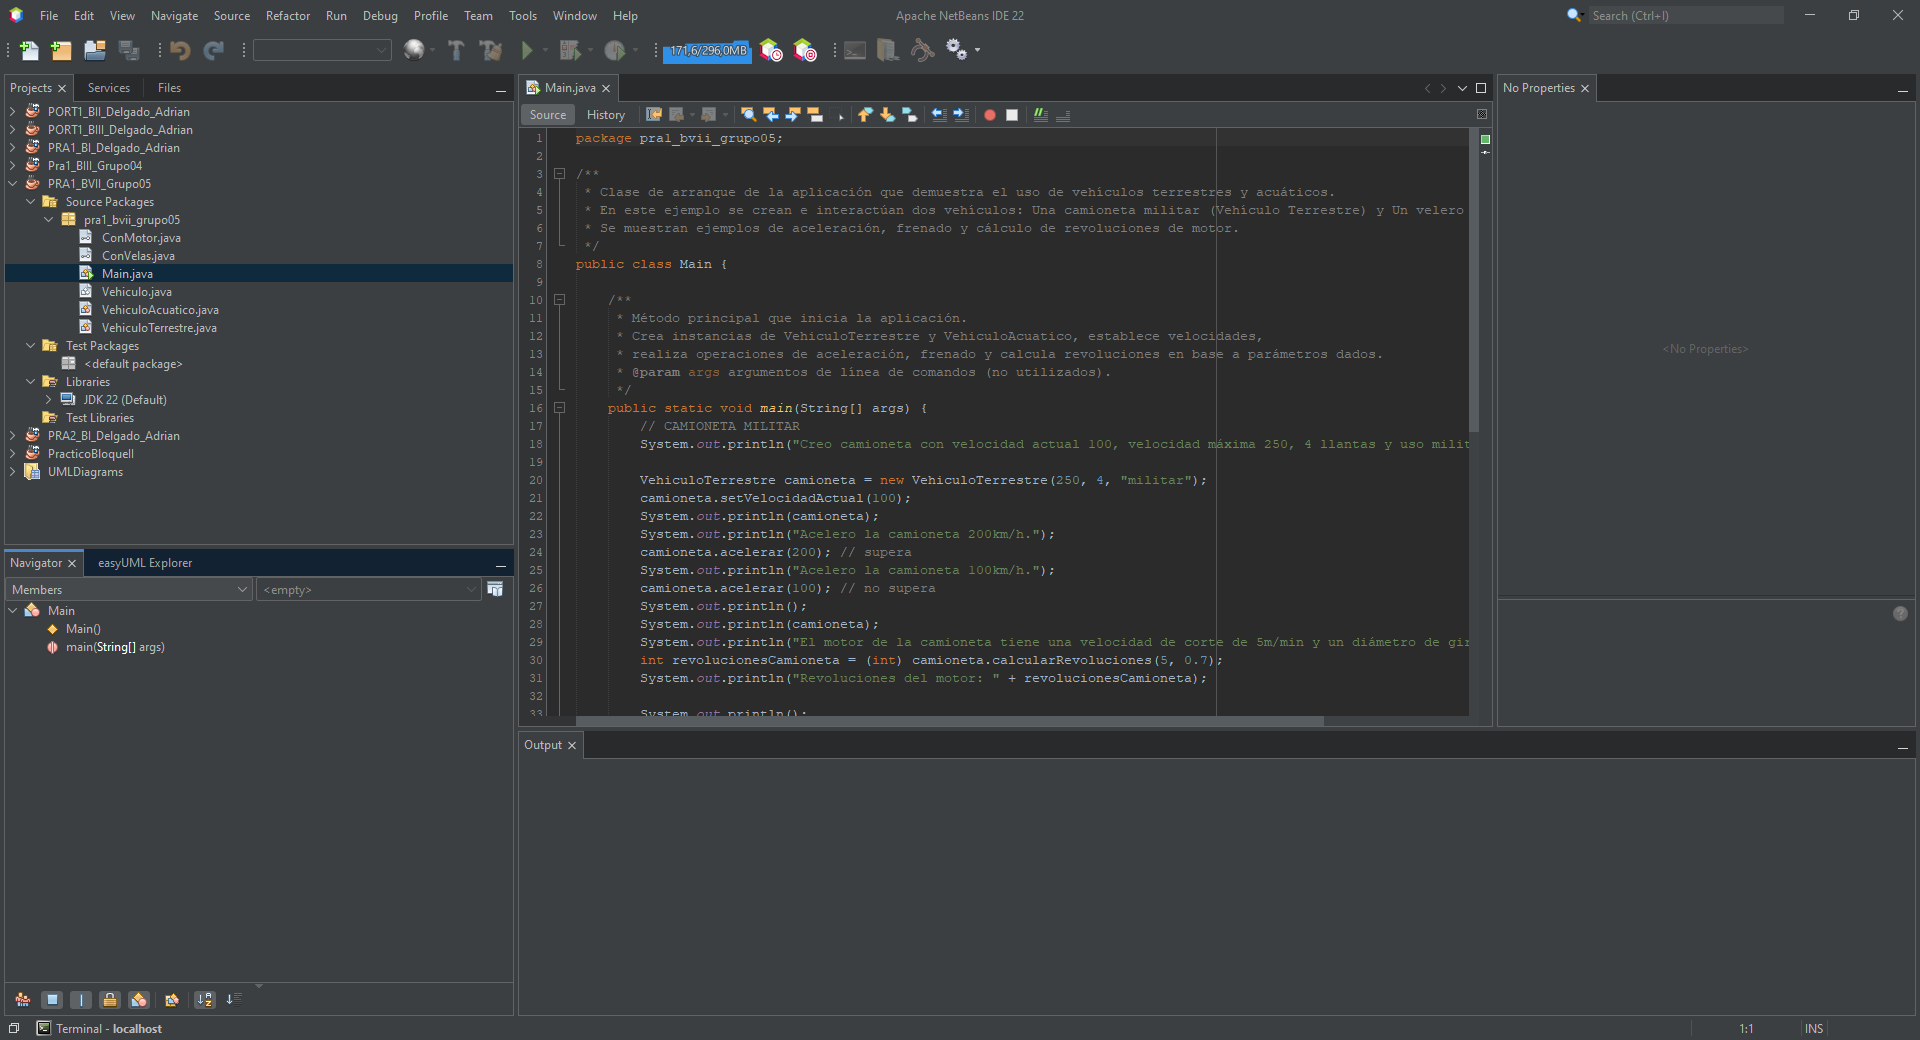 File Edit View Navigate Source Refactor Run Debug Profile Team Tools Window Help
Apache NetBeans IDE 22
Search (Ctrl+I)
171,6/296,0MB
Projects
Services
Files
PORT1_BII_Delgado_Adrian
PORT1_BIII_Delgado_Adrian
PRA1_BI_Delgado_Adrian
Pra1_BIII_Grupo04
PRA1_BVII_Grupo05
Source Packages
pra1_bvii_grupo05
ConMotor.java
ConVelas.java
Main.java
Vehiculo.java
VehiculoAcuatico.java
VehiculoTerrestre.java
Test Packages
<default package>
Libraries
JDK 22 (Default)
Test Libraries
PRA2_BI_Delgado_Adrian
PracticoBloqueII
UMLDiagrams
Navigator
easyUML Explorer
Members
<empty>
Main
Main()
main(String[] args)
Main.java
Source
History
1 package pra1_bvii_grupo05;
2
3 /**
4 * Clase de arranque de la aplicación que demuestra el uso de vehículos terrestres y acuáticos.
5 * En este ejemplo se crean e interactúan dos vehículos: Una camioneta militar (Vehículo Terrestre) y Un velero
6 * Se muestran ejemplos de aceleración, frenado y cálculo de revoluciones de motor.
7 */
8 public class Main {
9
10 /**
11 * Método principal que inicia la aplicación.
12 * Crea instancias de VehiculoTerrestre y VehiculoAcuatico, establece velocidades,
13 * realiza operaciones de aceleración, frenado y calcula revoluciones en base a parámetros dados.
14 * @param args argumentos de línea de comandos (no utilizados).
15 */
16 public static void main(String[] args) {
17 // CAMIONETA MILITAR
18 System.out.println("Creo camioneta con velocidad actual 100, velocidad máxima 250, 4 llantas y uso milit
19
20 VehiculoTerrestre camioneta = new VehiculoTerrestre(250, 4, "militar");
21 camioneta.setVelocidadActual(100);
22 System.out.println(camioneta);
23 System.out.println("Acelero la camioneta 200km/h.");
24 camioneta.acelerar(200); // supera
25 System.out.println("Acelero la camioneta 100km/h.");
26 camioneta.acelerar(100); // no supera
27 System.out.println();
28 System.out.println(camioneta);
29 System.out.println("El motor de la camioneta tiene una velocidad de corte de 5m/min y un diámetro de gir
30 int revolucionesCamioneta = (int) camioneta.calcularRevoluciones(5, 0.7);
31 System.out.println("Revoluciones del motor: " + revolucionesCamioneta);
32
33 System.out.println();
No Properties
<No Properties>
Output
Terminal - localhost
1:1
INS